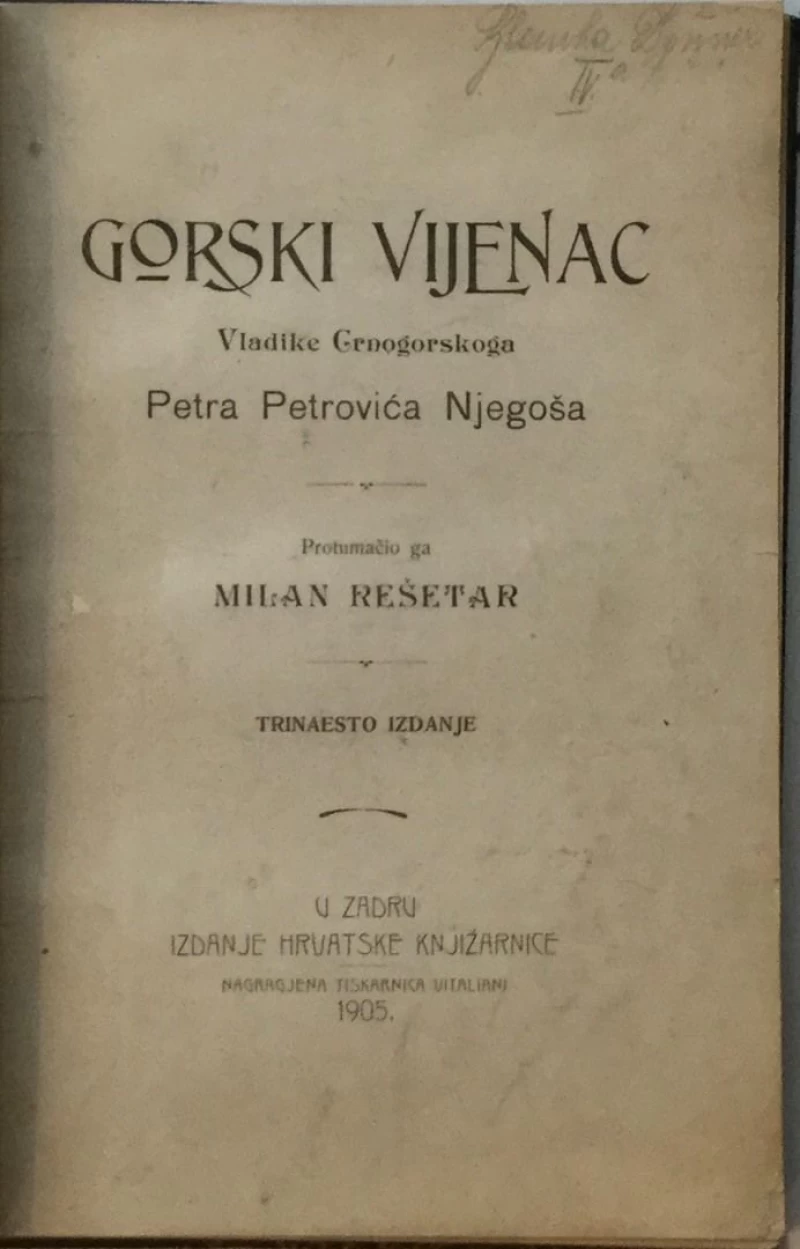 IV. a
GORSKI VIJENAC
Vladike Crnogorskoga
Petra Petrovića Njegoša
Protumačio ga
MILAN REŠETAR
TRINAESTO IZDANJE
U ZADRU
IZDANJE HRVATSKE KNJIŽARNICE
NAGRAGJENA TISKARNICA VITALIANI
1905.